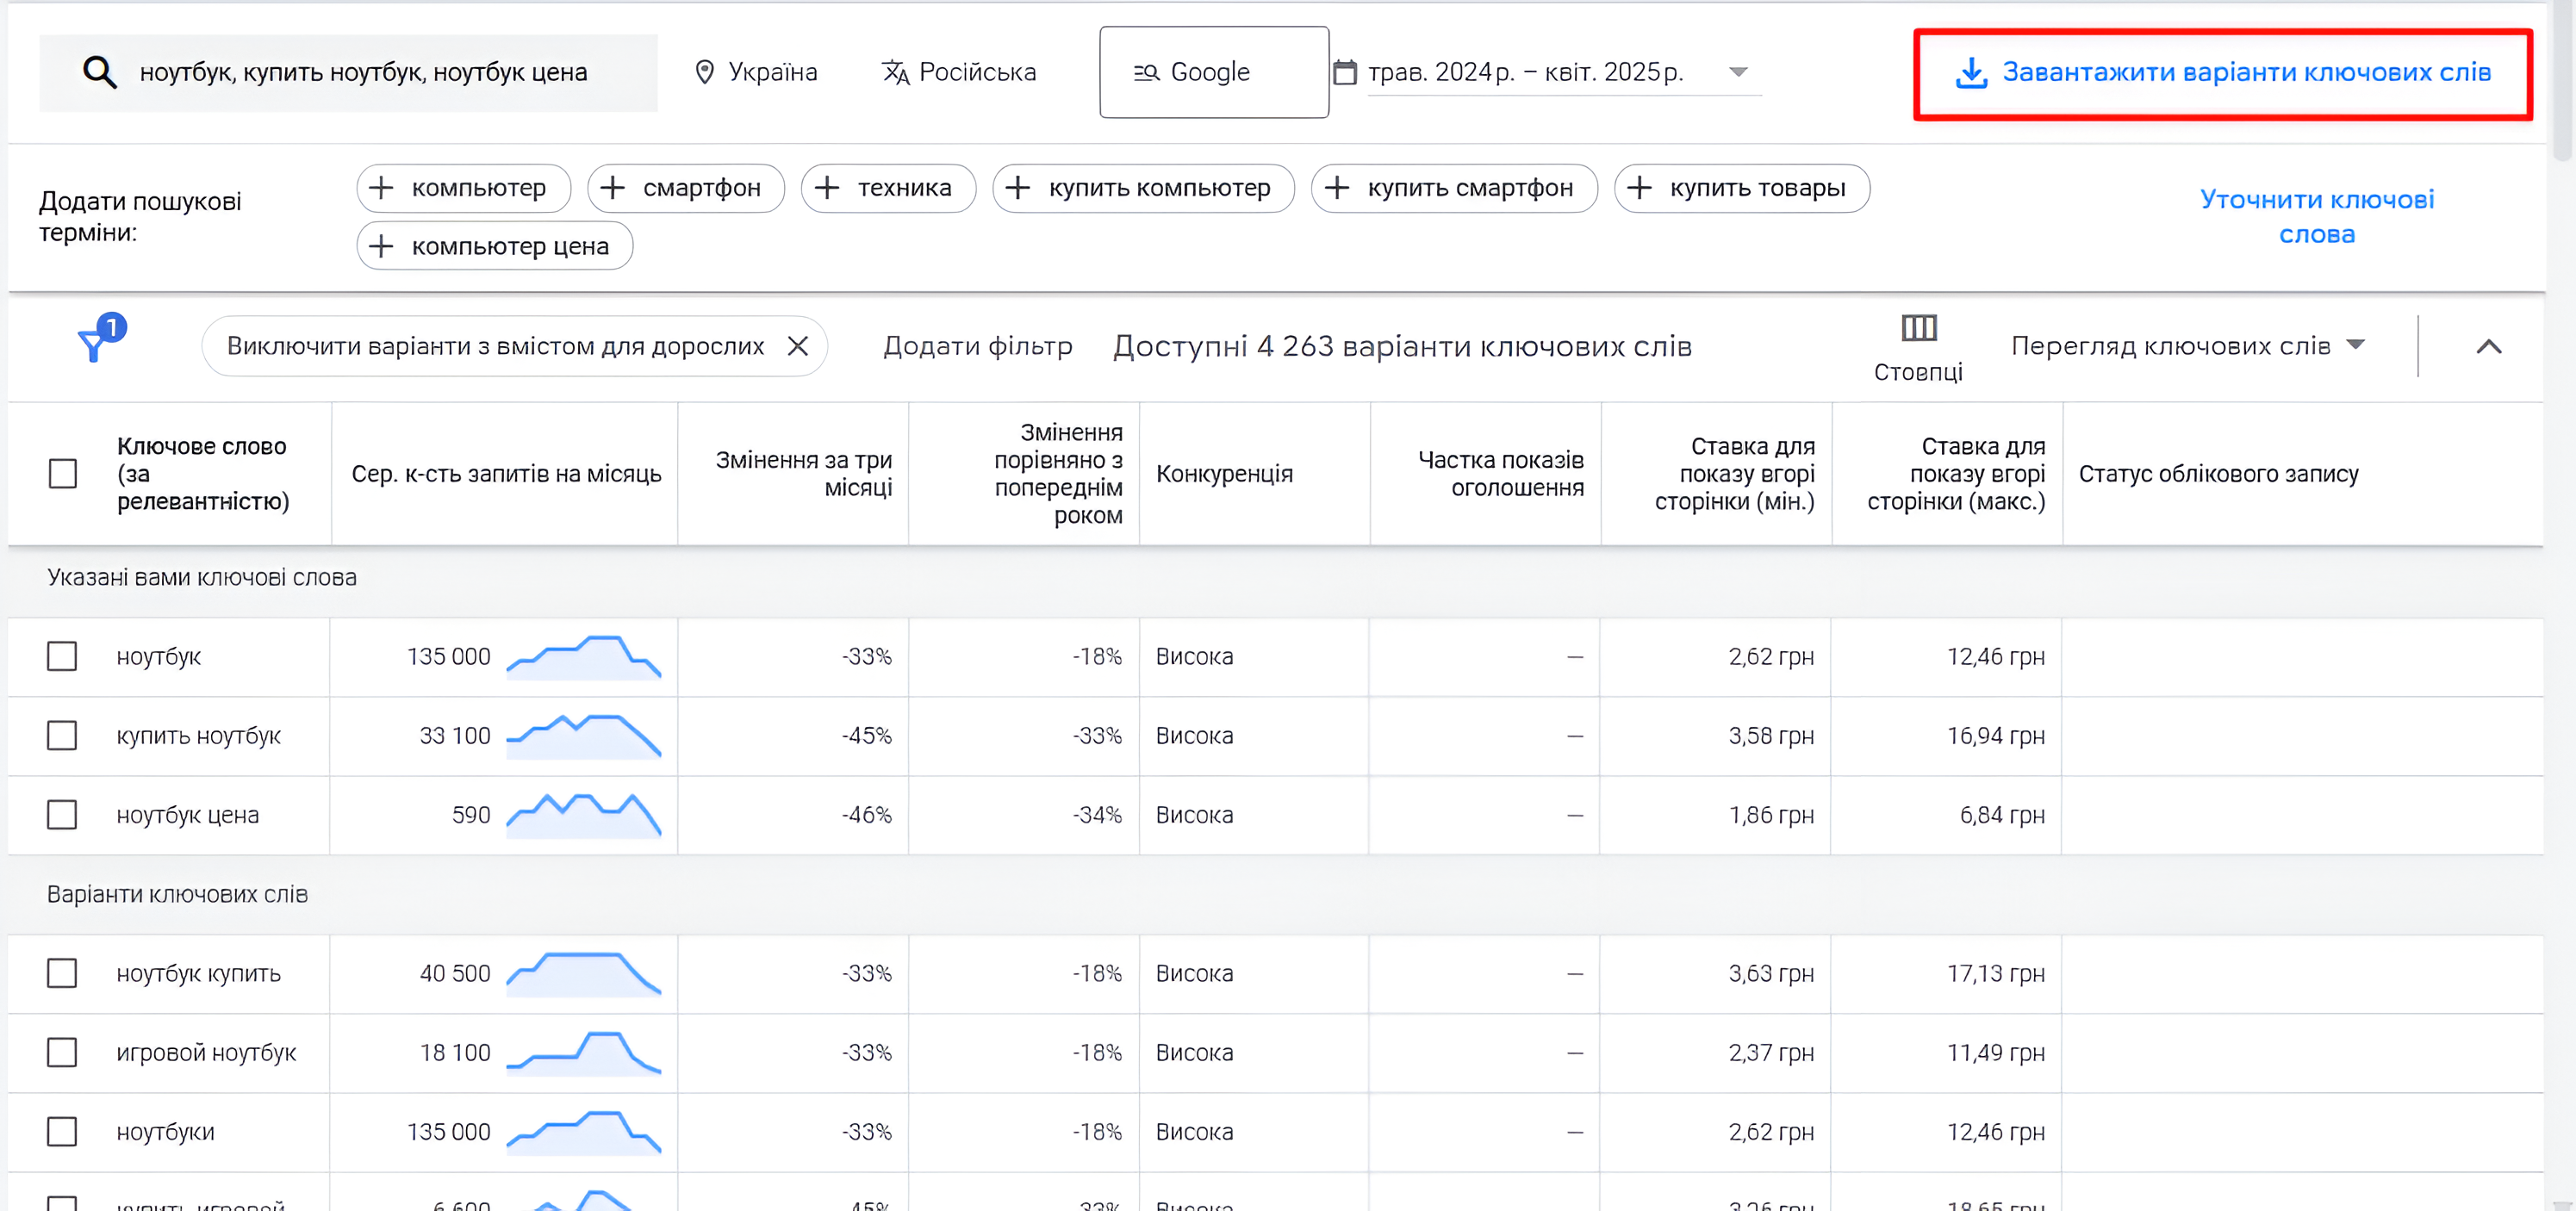 ноутбук, купить ноутбук, ноутбук цена
Україна
Російська
Google
трав. 2024 р. – квіт. 2025 р.
Завантажити варіанти ключових слів
Додати пошукові
терміни:
компьютер
смартфон
техника
купить компьютер
купить смартфон
купить товары
компьютер цена
Уточнити ключові
слова
1
Виключити варіанти з вмістом для дорослих
Додати фільтр
Доступні 4 263 варіанти ключових слів
Стовпці
Перегляд ключових слів
Ключове слово
(за
релевантністю)
Сер. к-сть запитів на місяць
Змінення за три
місяці
Змінення
порівняно з
попереднім
роком
Конкуренція
Частка показів
оголошення
Ставка для
показу вгорі
сторінки (мін.)
Ставка для
показу вгорі
сторінки (макс.)
Статус облікового запису
Указані вами ключові слова
ноутбук 135 000 -33% -18% Висока — 2,62 грн 12,46 грн
купить ноутбук 33 100 -45% -33% Висока — 3,58 грн 16,94 грн
ноутбук цена 590 -46% -34% Висока — 1,86 грн 6,84 грн
Варіанти ключових слів
ноутбук купить 40 500 -33% -18% Висока — 3,63 грн 17,13 грн
игровой ноутбук 18 100 -33% -18% Висока — 2,37 грн 11,49 грн
ноутбуки 135 000 -33% -18% Висока — 2,62 грн 12,46 грн